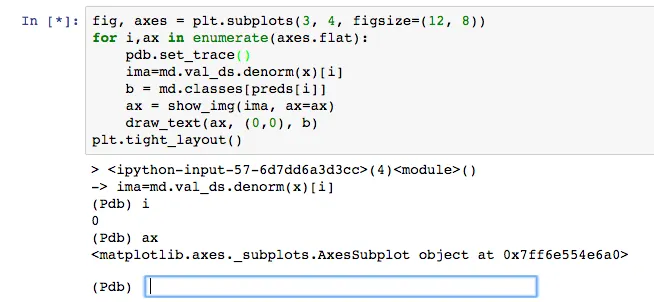 In [*]: fig, axes = plt.subplots(3, 4, figsize=(12, 8))
for i,ax in enumerate(axes.flat):
    pdb.set_trace()
    ima=md.val_ds.denorm(x)[i]
    b = md.classes[preds[i]]
    ax = show_img(ima, ax=ax)
    draw_text(ax, (0,0), b)
plt.tight_layout()
> <ipython-input-57-6d7dd6a3d3cc>(4)<module>()
-> ima=md.val_ds.denorm(x)[i]
(Pdb) i
0
(Pdb) ax
<matplotlib.axes._subplots.AxesSubplot object at 0x7ff6e554e6a0>
(Pdb)